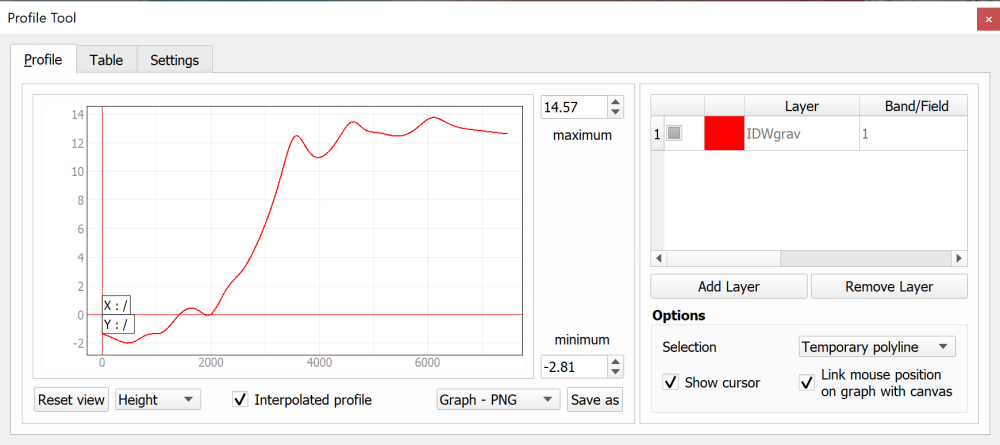 Profile Tool
×
Profile
Table
Settings
14
12
10
8
6
4
2
0
-2
X : /
Y : /
0
2000
4000
6000
14.57
maximum
minimum
-2.81
Layer
Band/Field
1
IDWgrav
1
Add Layer
Remove Layer
Options
Selection
Temporary polyline
Show cursor
Link mouse position
on graph with canvas
Reset view
Height
Interpolated profile
Graph - PNG
Save as